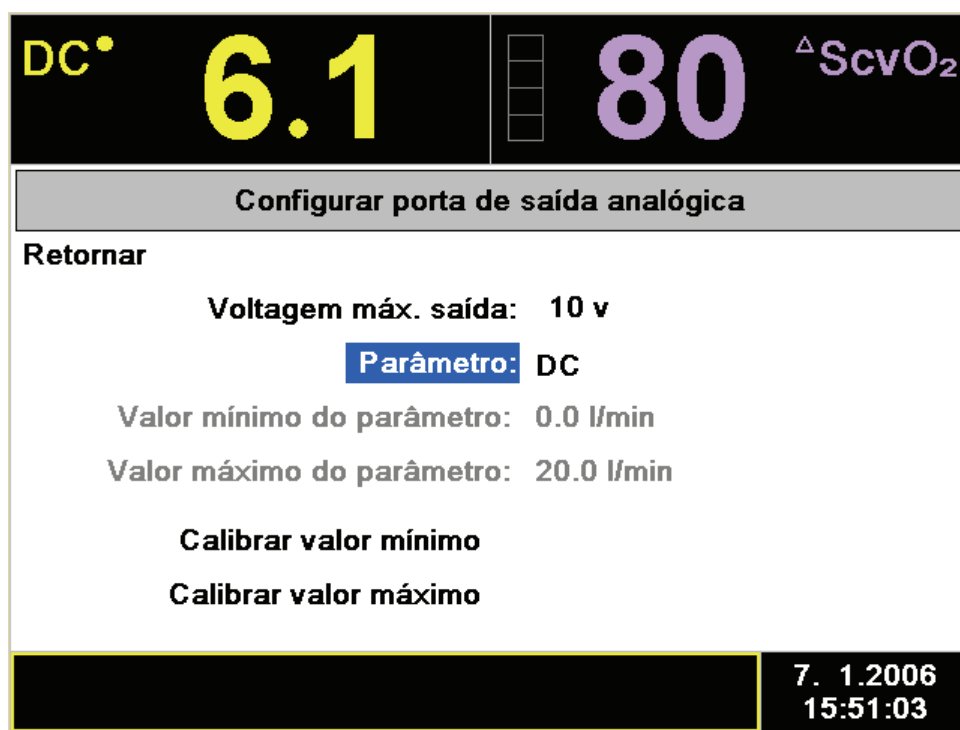 DC• 6.1 80 ΔScvO₂
Configurar porta de saída analógica
Retornar
Voltagem máx. saída: 10 v
Parâmetro: DC
Valor mínimo do parâmetro: 0.0 l/min
Valor máximo do parâmetro: 20.0 l/min
Calibrar valor mínimo
Calibrar valor máximo
7. 1.2006
15:51:03